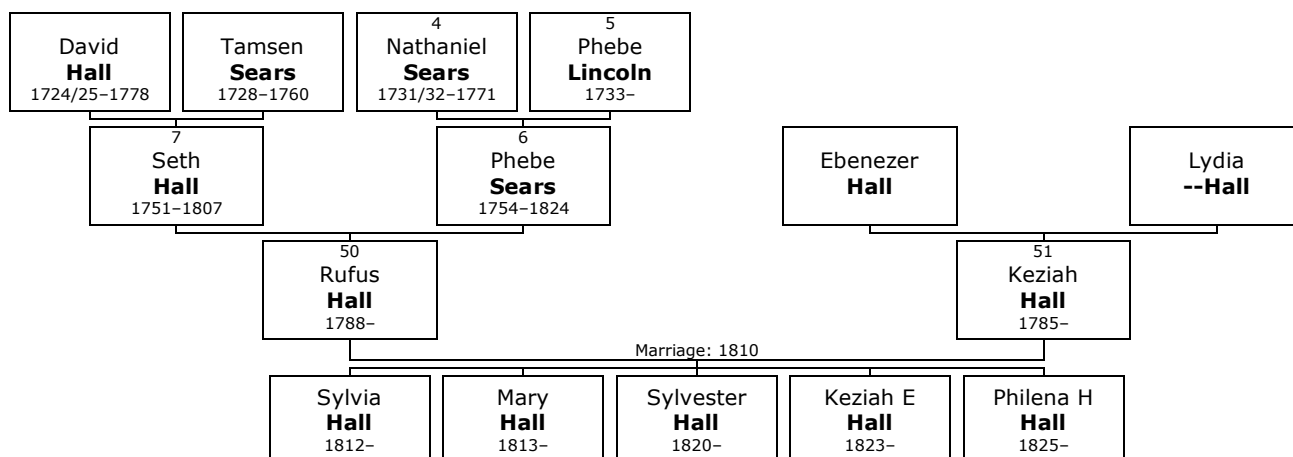 David
Hall
1724/25–1778
Tamsen
Sears
1728–1760
4
Nathaniel
Sears
1731/32–1771
5
Phebe
Lincoln
1733–
7
Seth
Hall
1751–1807
6
Phebe
Sears
1754–1824
Ebenezer
Hall
Lydia
--Hall
50
Rufus
Hall
1788–
51
Keziah
Hall
1785–
Marriage: 1810
Sylvia
Hall
1812–
Mary
Hall
1813–
Sylvester
Hall
1820–
Keziah E
Hall
1823–
Philena H
Hall
1825–